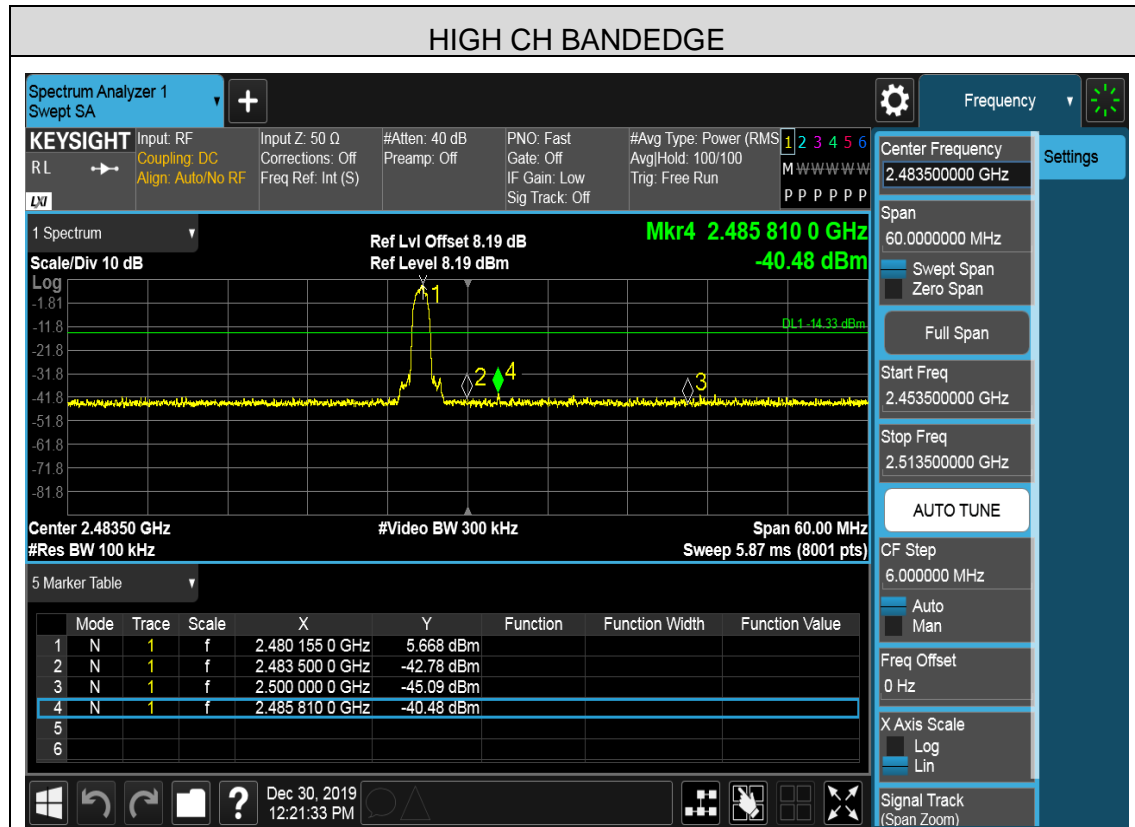 HIGH CH BANDEDGE
Spectrum Analyzer 1
Swept SA
+
Frequency
KEYSIGHT
RL
LXI
Input: RF
Coupling: DC
Align: Auto/No RF
Input Z: 50 Ω
Corrections: Off
Freq Ref: Int (S)
#Atten: 40 dB
Preamp: Off
PNO: Fast
Gate: Off
IF Gain: Low
Sig Track: Off
#Avg Type: Power (RMS
Avg|Hold: 100/100
Trig: Free Run
1 2 3 4 5 6
M W W W W W
P P P P P P
1 Spectrum
Scale/Div 10 dB
Ref Lvl Offset 8.19 dB
Ref Level 8.19 dBm
Mkr4 2.485 810 0 GHz
-40.48 dBm
Log
-1.81
-11.8
-21.8
-31.8
-41.8
-51.8
-61.8
-71.8
-81.8
1
2
4
3
DL1 -14.33 dBm
Center 2.48350 GHz
#Video BW 300 kHz
Span 60.00 MHz
#Res BW 100 kHz
Sweep 5.87 ms (8001 pts)
5 Marker Table
Mode Trace Scale X Y Function Function Width Function Value
1 N 1 f 2.480 155 0 GHz 5.668 dBm
2 N 1 f 2.483 500 0 GHz -42.78 dBm
3 N 1 f 2.500 000 0 GHz -45.09 dBm
4 N 1 f 2.485 810 0 GHz -40.48 dBm
5
6
?
Dec 30, 2019
12:21:33 PM
Center Frequency
2.483500000 GHz
Settings
Span
60.0000000 MHz
Swept Span
Zero Span
Full Span
Start Freq
2.453500000 GHz
Stop Freq
2.513500000 GHz
AUTO TUNE
CF Step
6.000000 MHz
Auto
Man
Freq Offset
0 Hz
X Axis Scale
Log
Lin
Signal Track
(Span Zoom)